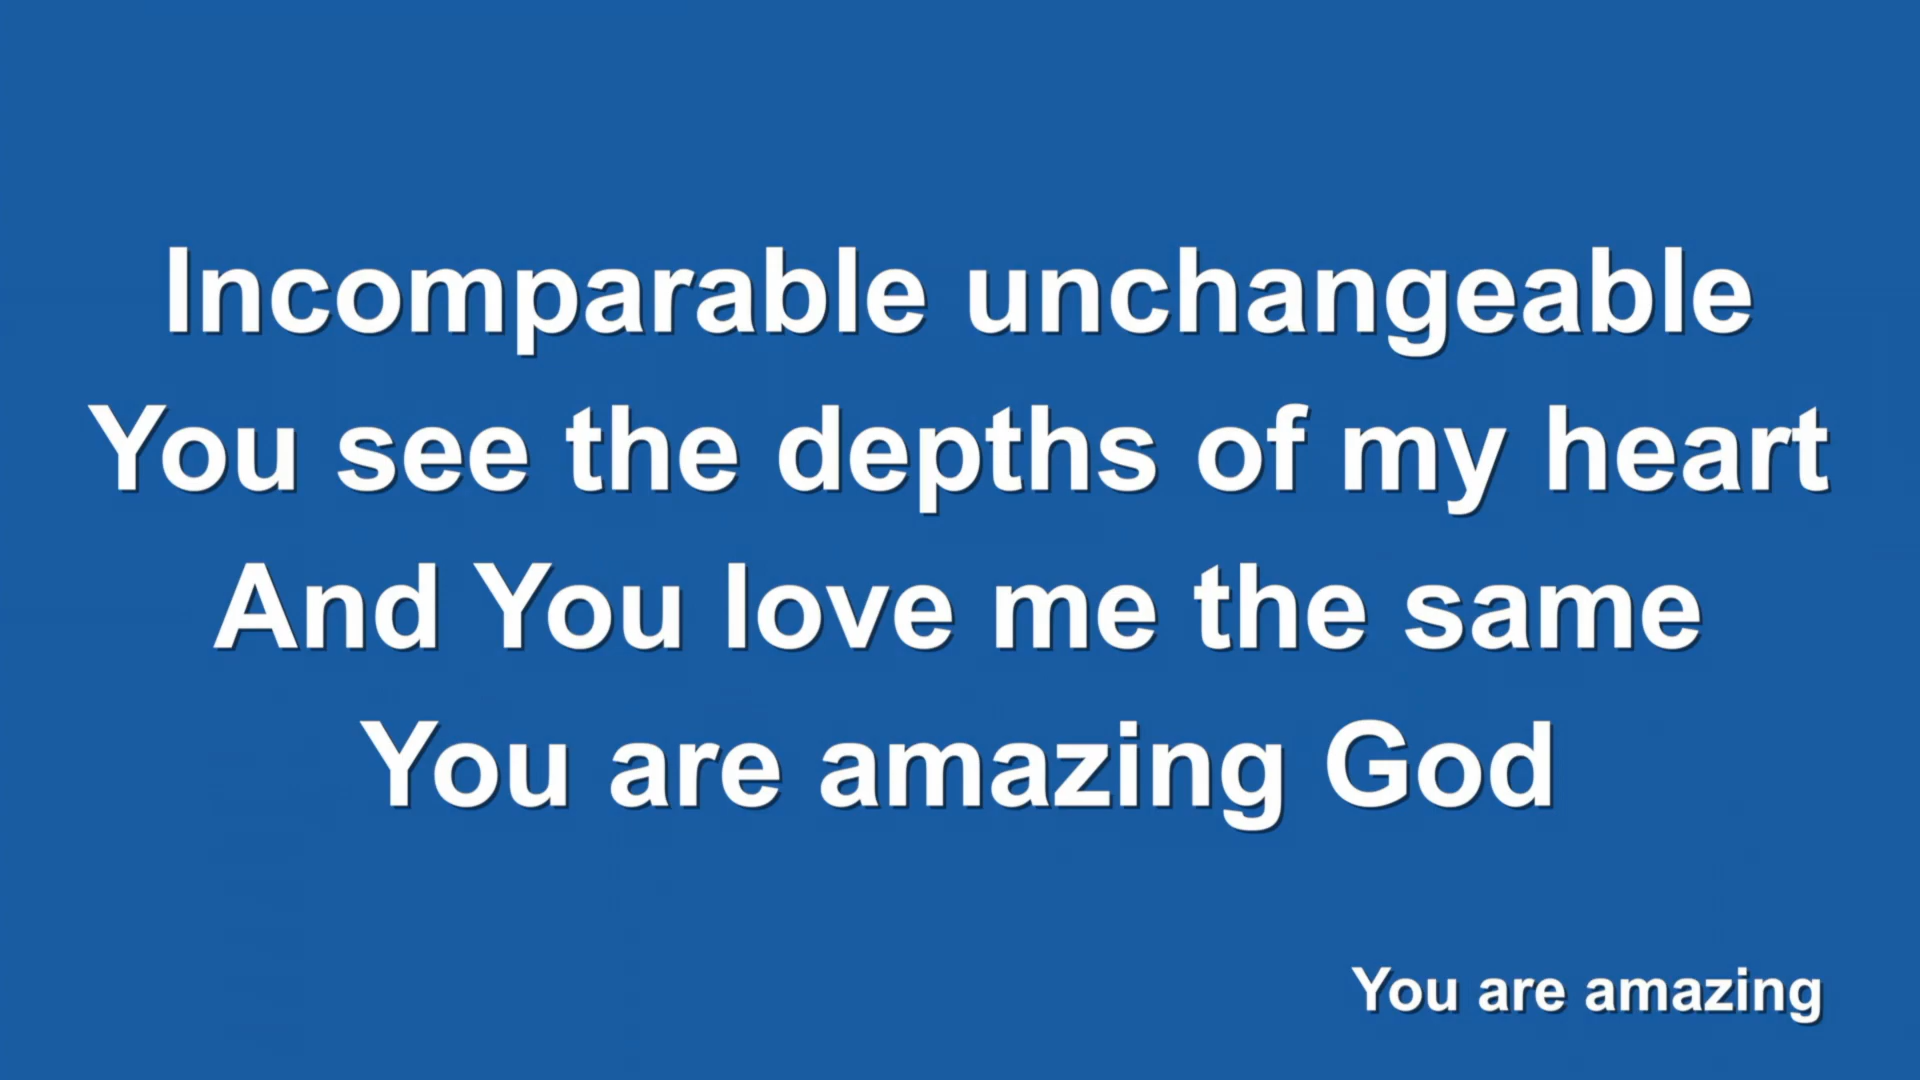 Incomparable unchangeable
You see the depths of my heart
And You love me the same
You are amazing God
You are amazing